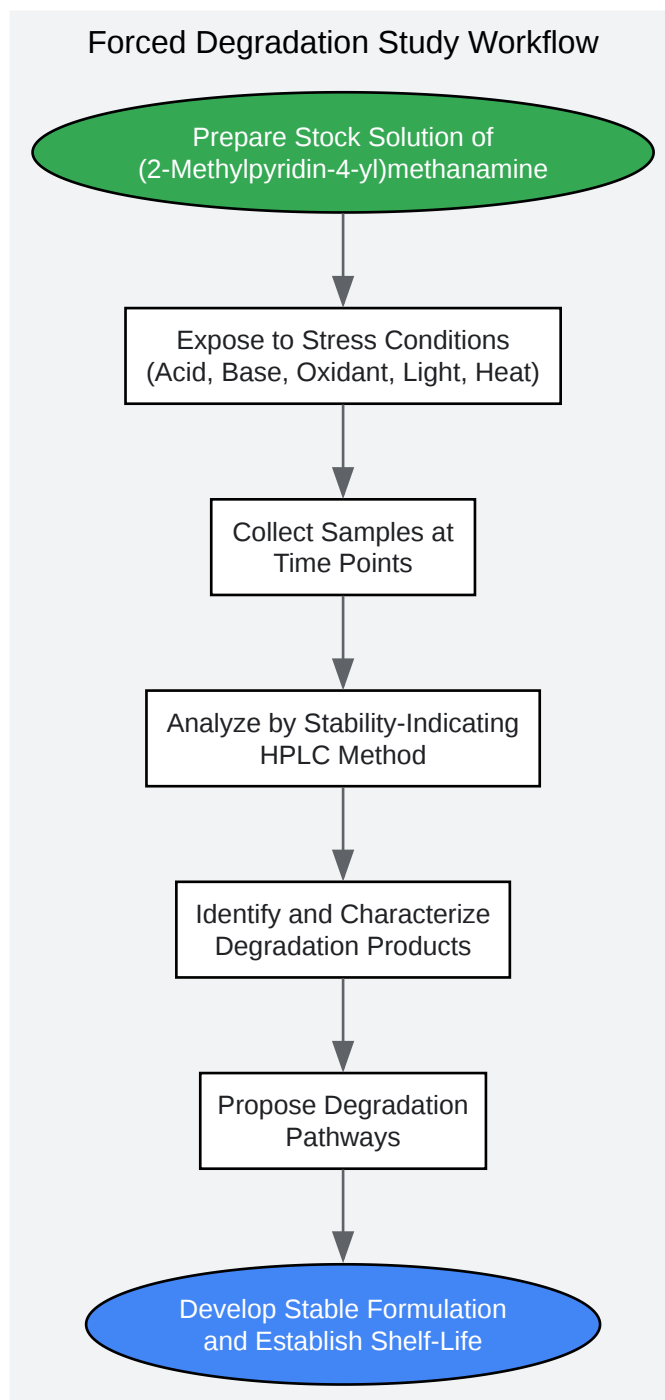 Forced Degradation Study Workflow
Prepare Stock Solution of
(2-Methylpyridin-4-yl)methanamine
Expose to Stress Conditions
(Acid, Base, Oxidant, Light, Heat)
Collect Samples at
Time Points
Analyze by Stability-Indicating
HPLC Method
Identify and Characterize
Degradation Products
Propose Degradation
Pathways
Develop Stable Formulation
and Establish Shelf-Life